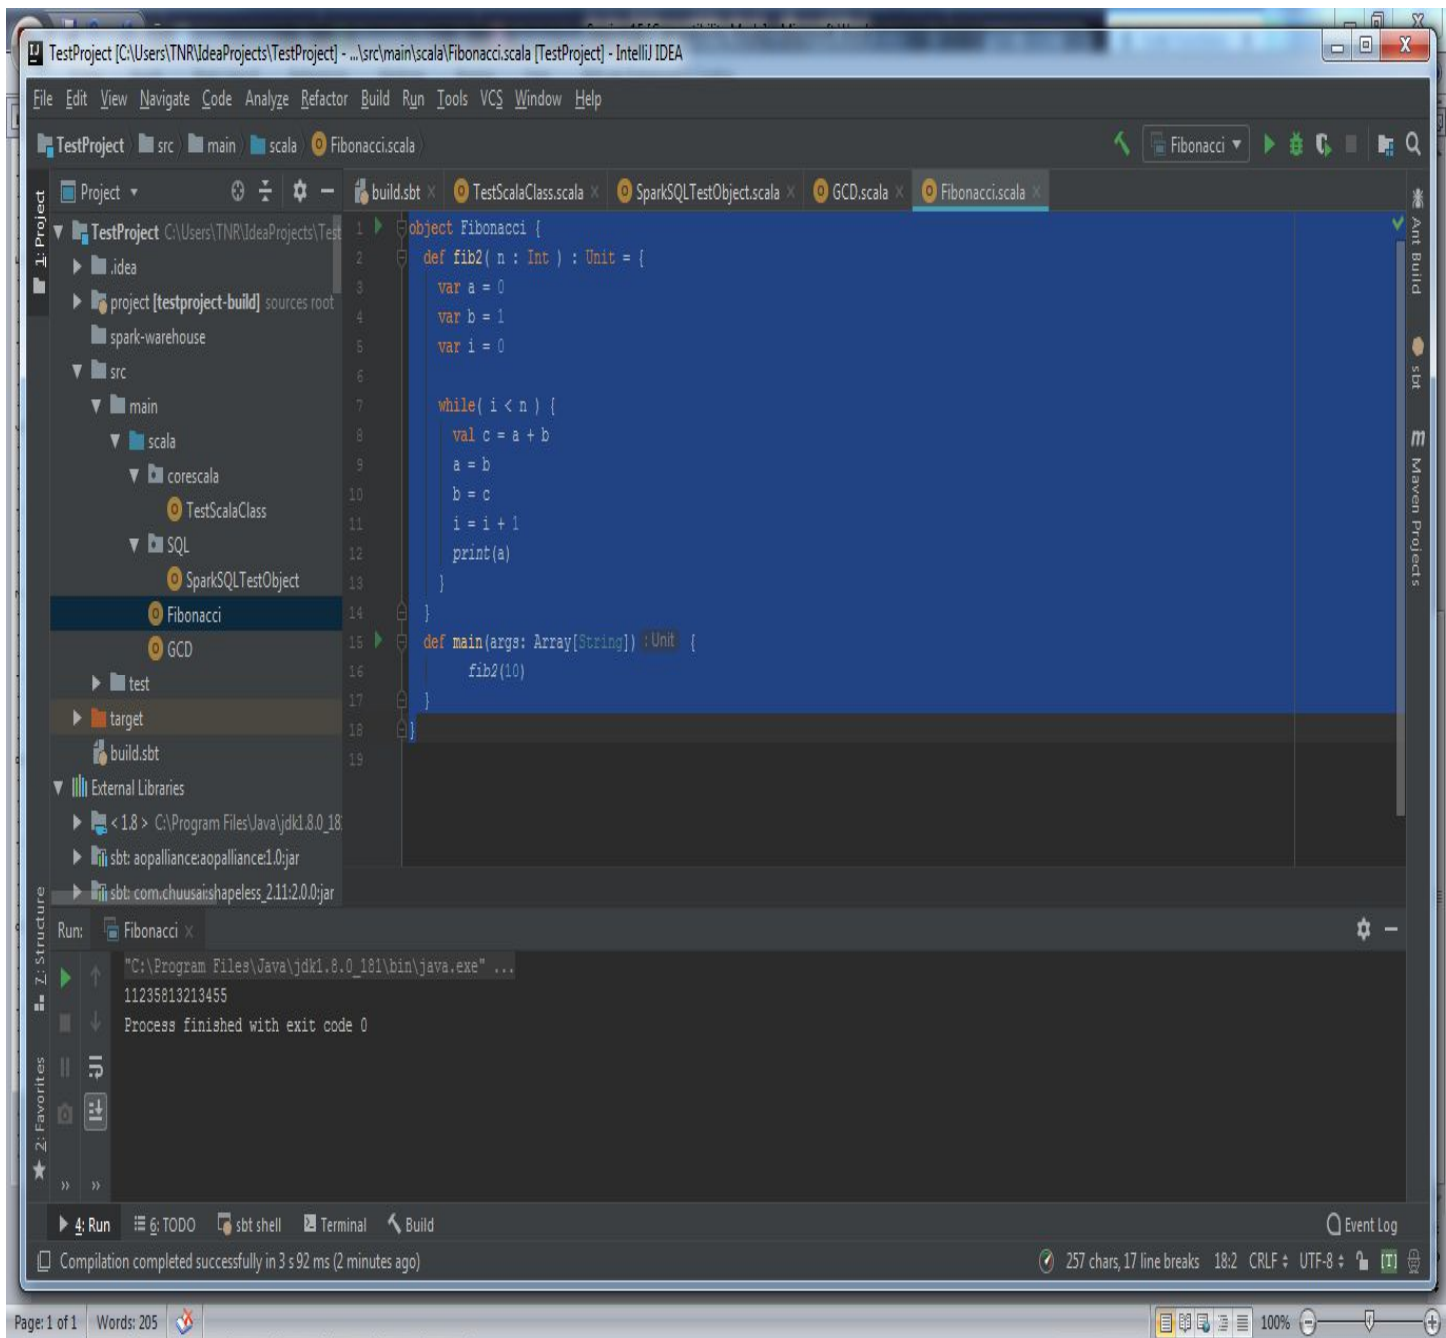 TestProject [C:\Users\TNR\IdeaProjects\TestProject] - ...\src\main\scala\Fibonacci.scala [TestProject] - IntelliJ IDEA
File Edit View Navigate Code Analyze Refactor Build Run Tools VCS Window Help
TestProject src main scala Fibonacci.scala
Fibonacci
Project
build.sbt TestScalaClass.scala SparkSQLTestObject.scala GCD.scala Fibonacci.scala
1: Project
TestProject C:\Users\TNR\IdeaProjects\Test
.idea
project [testproject-build] sources root
spark-warehouse
src
main
scala
corescala
TestScalaClass
SQL
SparkSQLTestObject
Fibonacci
GCD
test
target
build.sbt
External Libraries
< 1.8 > C:\Program Files\Java\jdk1.8.0_18
sbt: aopalliance:aopalliance:1.0:jar
sbt: com.chuusai:shapeless_2.11:2.0.0:jar
1 object Fibonacci {
2 def fib2( n : Int ) : Unit = {
3 var a = 0
4 var b = 1
5 var i = 0
6
7 while( i < n ) {
8 val c = a + b
9 a = b
10 b = c
11 i = i + 1
12 print(a)
13 }
14 }
15 def main(args: Array[String]) : Unit {
16 fib2(10)
17 }
18 }
19
Ant Build
sbt
Maven Projects
Z: Structure
2: Favorites
Run: Fibonacci
"C:\Program Files\Java\jdk1.8.0_181\bin\java.exe" ...
11235813213455
Process finished with exit code 0
4: Run 6: TODO sbt shell Terminal Build Event Log
Compilation completed successfully in 3 s 92 ms (2 minutes ago) 257 chars, 17 line breaks 18:2 CRLF UTF-8
Page: 1 of 1 Words: 205 100%